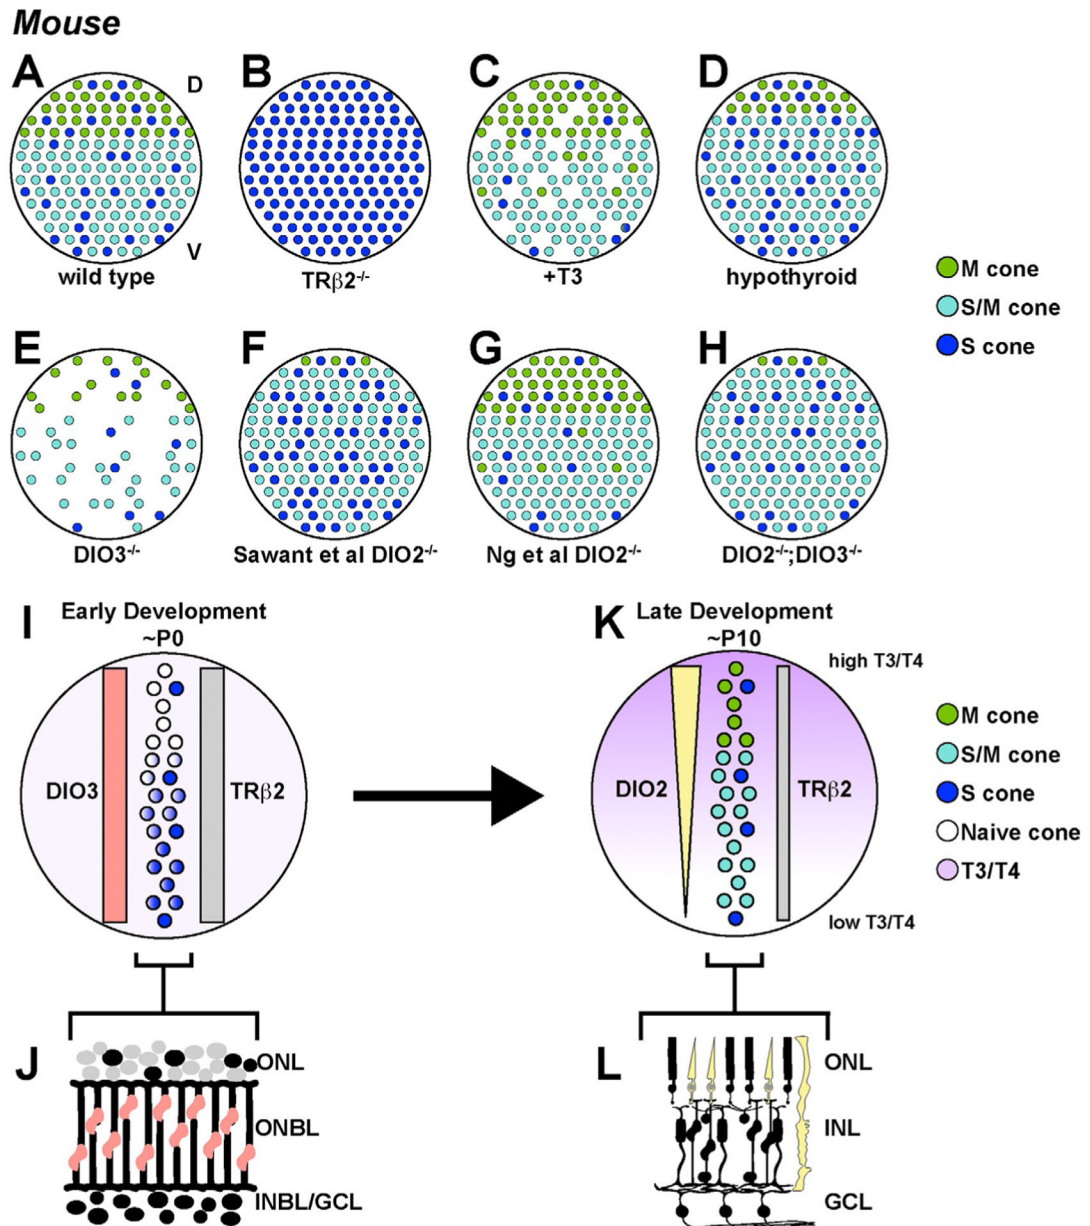 Mouse
A
D
V
wild type
B
TRβ2-/-
C
+T3
D
hypothyroid
M cone
S/M cone
S cone
E
DIO3-/-
F
Sawant et al DIO2-/-
G
Ng et al DIO2-/-
H
DIO2-/-;DIO3-/-
I
Early Development
~P0
DIO3
TRβ2
K
Late Development
~P10
high T3/T4
DIO2
TRβ2
low T3/T4
M cone
S/M cone
S cone
Naive cone
T3/T4
J
ONL
ONBL
INBL/GCL
L
ONL
INL
GCL